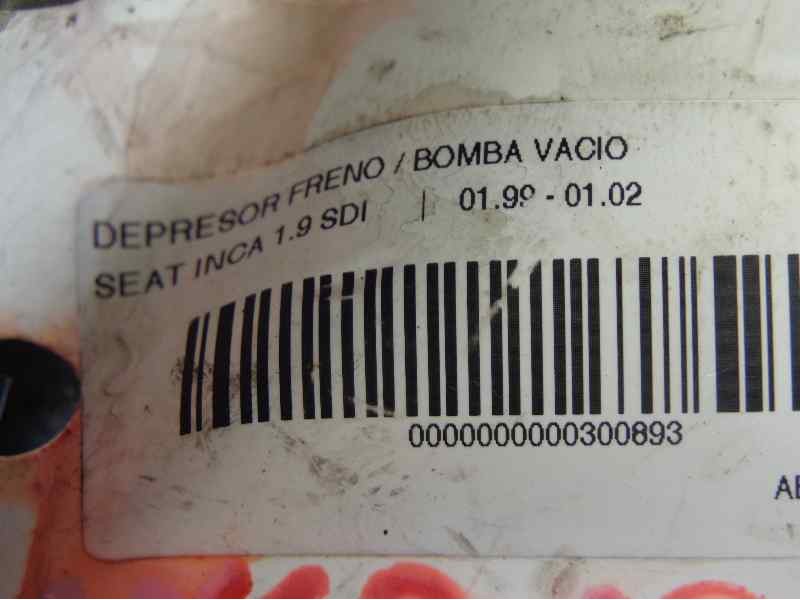 DEPRESOR FRENO / BOMBA VACIO
SEAT INCA 1.9 SDI | 01.99 - 01.02
0000000000300893